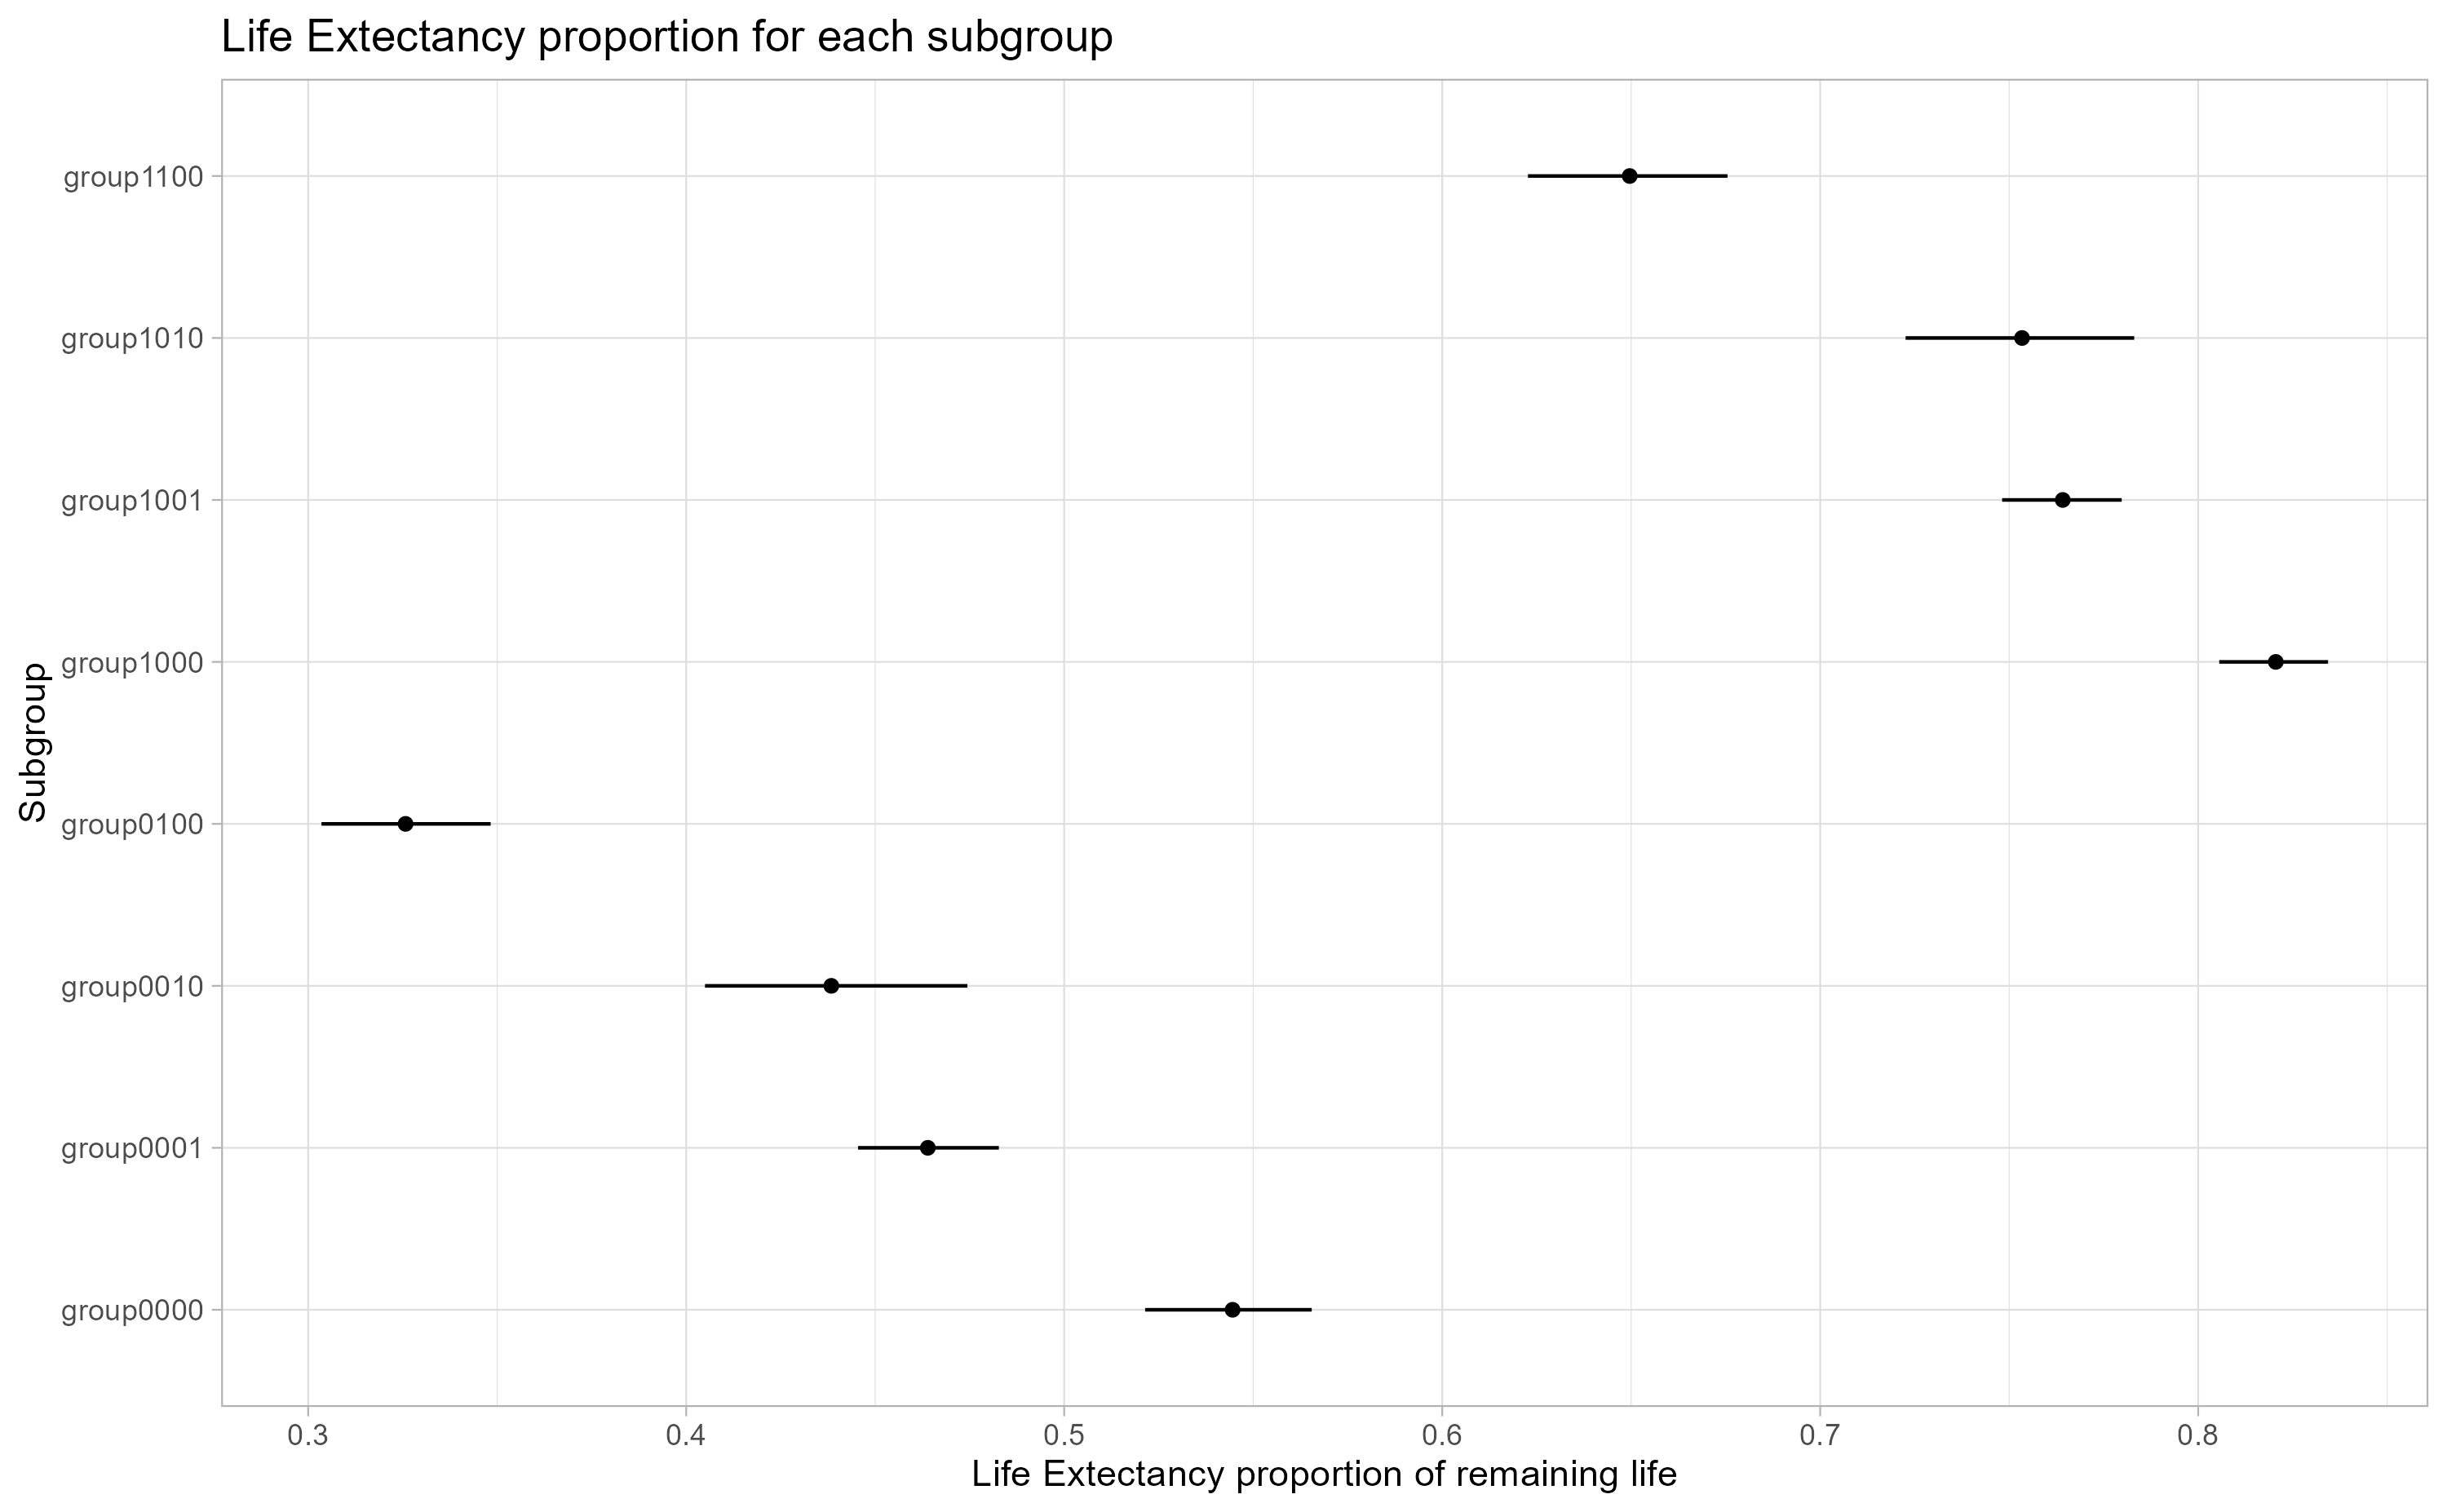 Life Extectancy proportion for each subgroup
group1100
group1010
group1001
group1000
group0100
group0010
group0001
group0000
Subgroup
0.3 0.4 0.5 0.6 0.7 0.8
Life Extectancy proportion of remaining life